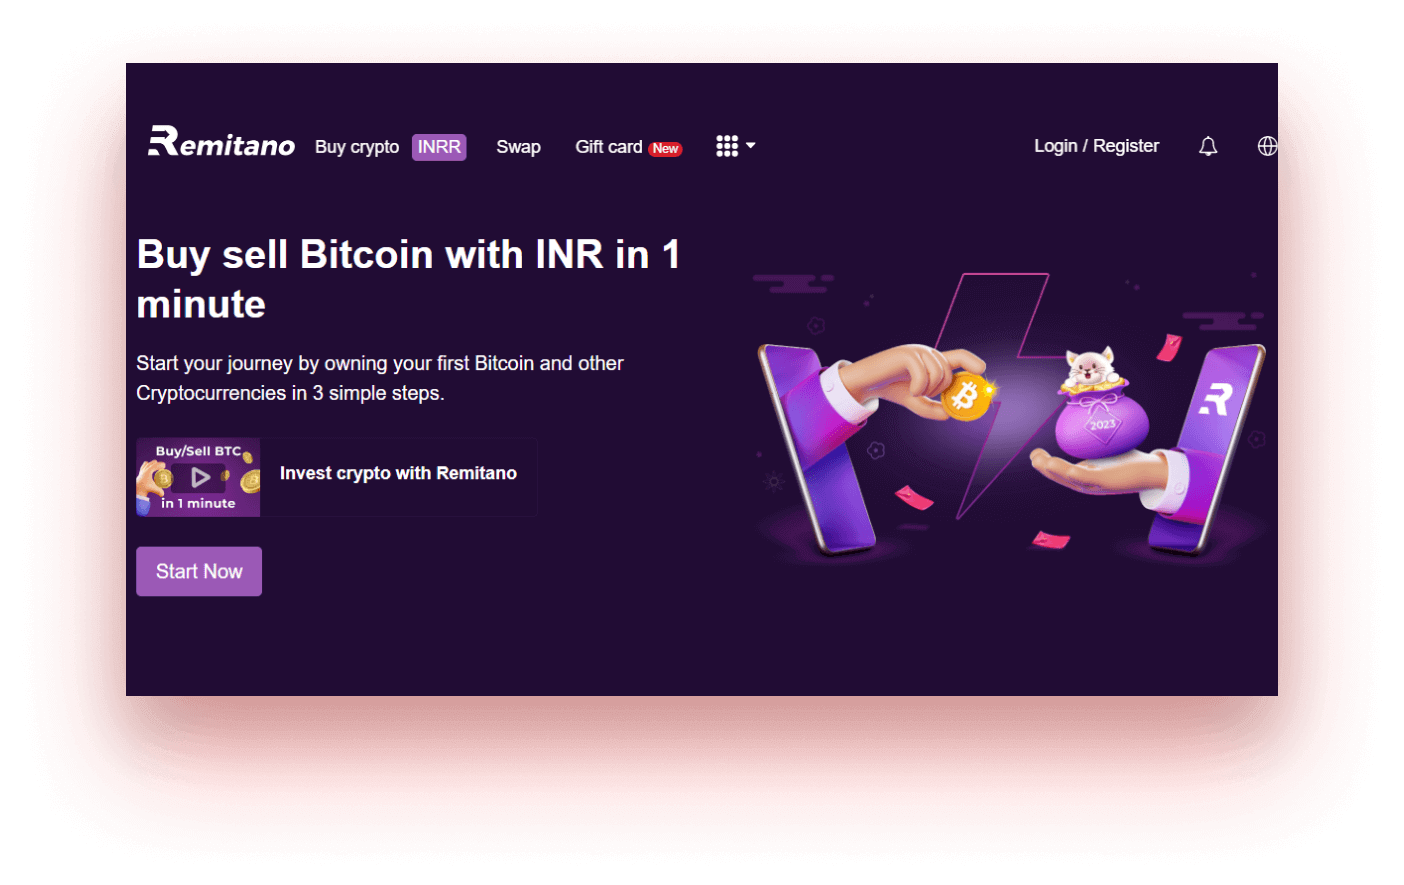 Remitano Buy crypto INRR Swap Gift card New Login / Register
Buy sell Bitcoin with INR in 1
minute
Start your journey by owning your first Bitcoin and other
Cryptocurrencies in 3 simple steps.
Buy/Sell BTC
in 1 minute
Invest crypto with Remitano
Start Now
2023